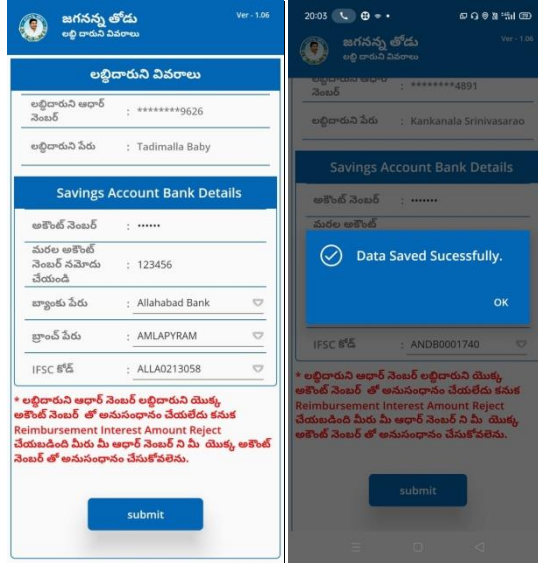 జగనన్న తోడు
Ver - 1.06
లబ్ధి దారుని వివరాలు
లబ్ధిదారుని వివరాలు
లబ్ధిదారుని ఆధార్
నెంబర్
: ********9626
లబ్ధిదారుని పేరు : Tadimalla Baby
Savings Account Bank Details
అకౌంట్ నెంబర్ : ••••••
మరల అకౌంట్
నెంబర్ నమోదు
చేయండి
: 123456
బ్యాంకు పేరు : Allahabad Bank
బ్రాంచ్ పేరు : AMLAPYRAM
IFSC కోడ్ : ALLA0213058
* లబ్ధిదారుని ఆధార్ నెంబర్ లబ్ధిదారుని యొక్క
అకౌంట్ నెంబర్ తో అనుసంధానం చేయలేదు కనుక
Reimbursement Interest Amount Reject
చేయబడింది మీరు మీ ఆధార్ నెంబర్ ని మీ యొక్క అకౌంట్
నెంబర్ తో అనుసంధానం చేసుకోవలెను.
submit
20:03
జగనన్న తోడు
Ver - 1.06
లబ్ధి దారుని వివరాలు
లబ్ధిదారుని ఆధార్
నెంబర్
: ********4891
లబ్ధిదారుని పేరు : Kankanala Srinivasarao
Savings Account Bank Details
అకౌంట్ నెంబర్ : •••••••
మరల అకౌంట్
Data Saved Sucessfully.
OK
IFSC కోడ్ : ANDB0001740
* లబ్ధిదారుని ఆధార్ నెంబర్ లబ్ధిదారుని యొక్క
అకౌంట్ నెంబర్ తో అనుసంధానం చేయలేదు కనుక
Reimbursement Interest Amount Reject
చేయబడింది మీరు మీ ఆధార్ నెంబర్ ని మీ యొక్క
అకౌంట్ నెంబర్ తో అనుసంధానం చేసుకోవలెను.
submit